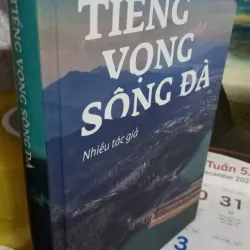 TIẾNG
VỌNG
SÔNG ĐÀ
Nhiều tác giả
TIẾNG VỌNG SÔNG ĐÀ
Tuần 5
31
3